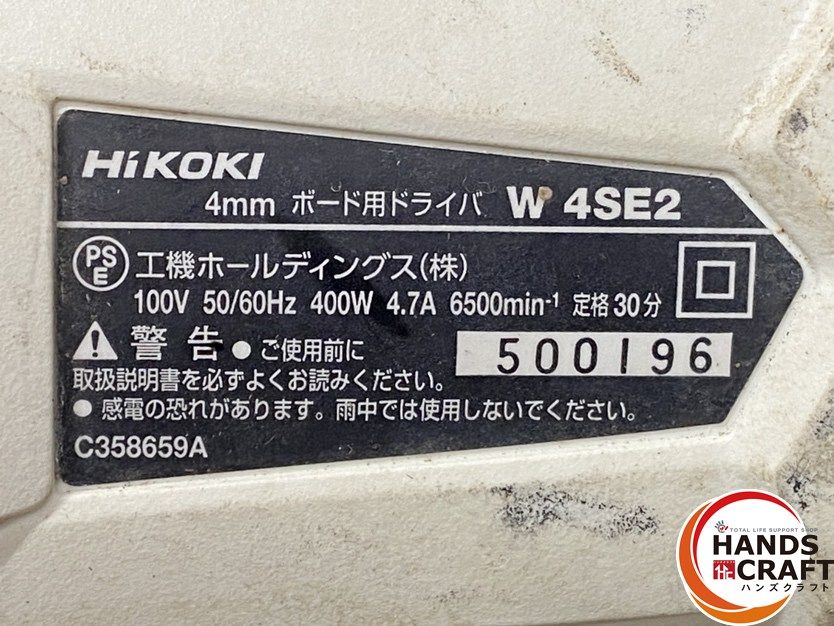 HiKOKI
4mm ボード用ドライバ W 4SE2
PS
E
工機ホールディングス(株)
100V 50/60Hz 400W 4.7A 6500min-1 定格30分
警告 ●ご使用前に
500196
取扱説明書を必ずよくお読みください。
● 感電の恐れがあります。雨中では使用しないでください。
C358659A
TOTAL LIFE SUPPORT SHOP
HANDS
CRAFT
ハンズクラフト